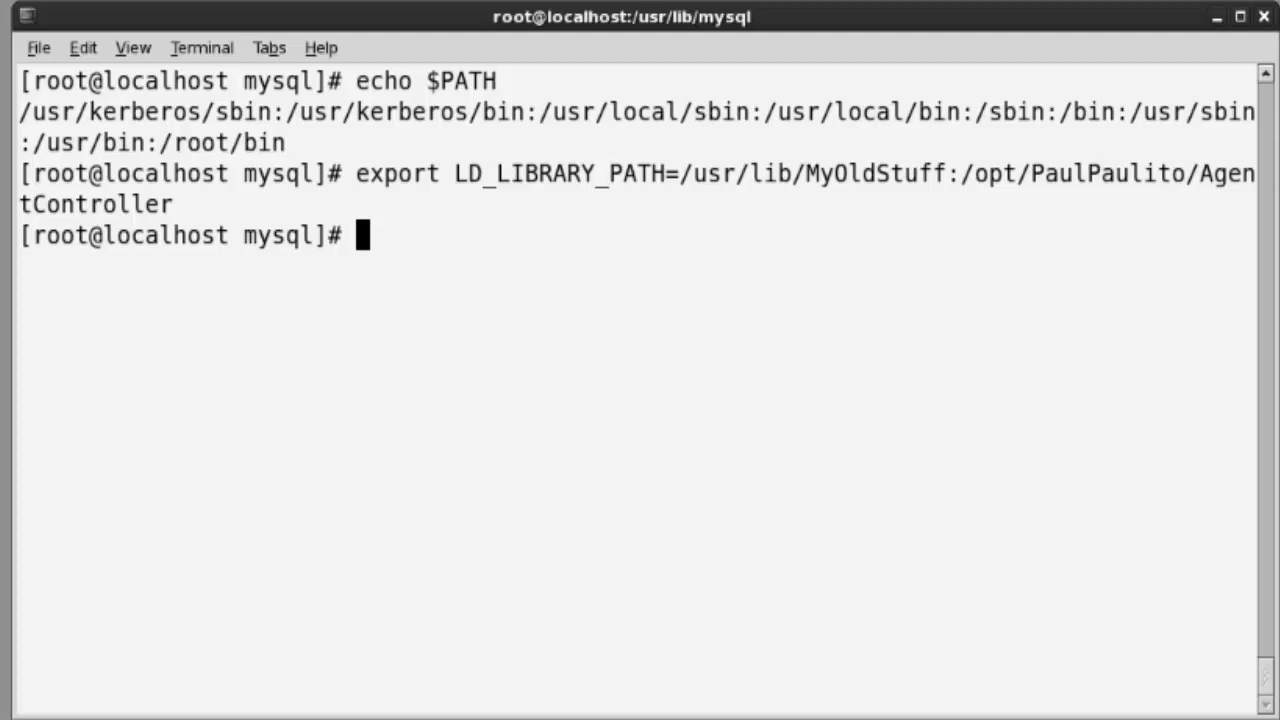 root@localhost:/usr/lib/mysql
File Edit View Terminal Tabs Help
[root@localhost mysql]# echo $PATH
/usr/kerberos/sbin:/usr/kerberos/bin:/usr/local/sbin:/usr/local/bin:/sbin:/bin:/usr/sbin
:/usr/bin:/root/bin
[root@localhost mysql]# export LD_LIBRARY_PATH=/usr/lib/MyOldStuff:/opt/PaulPaulito/Agen
tController
[root@localhost mysql]#